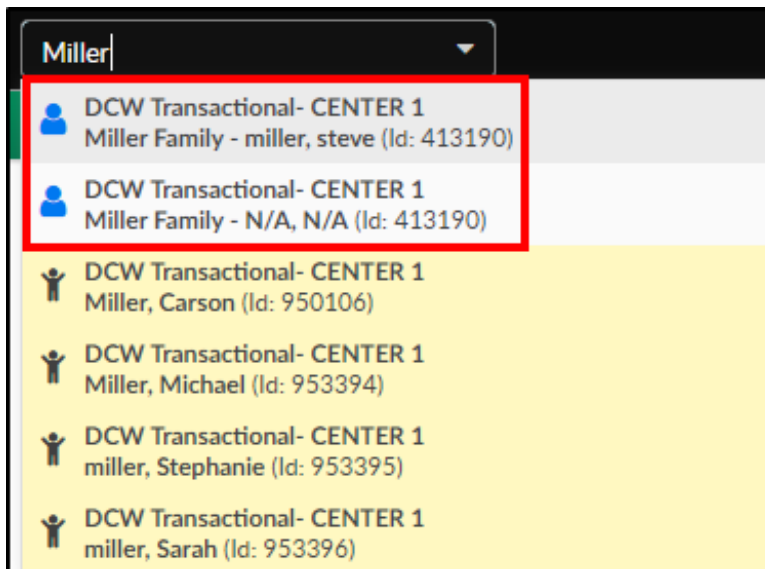 Miller
DCW Transactional- CENTER 1
Miller Family - miller, steve (Id: 413190)
DCW Transactional- CENTER 1
Miller Family - N/A, N/A (Id: 413190)
DCW Transactional- CENTER 1
Miller, Carson (Id: 950106)
DCW Transactional- CENTER 1
Miller, Michael (Id: 953394)
DCW Transactional- CENTER 1
miller, Stephanie (Id: 953395)
DCW Transactional- CENTER 1
miller, Sarah (Id: 953396)